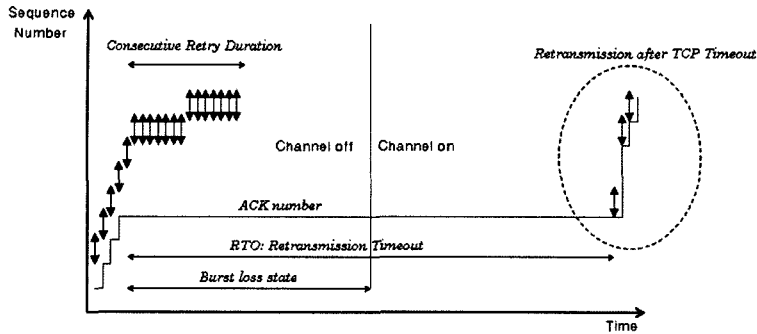 Sequence
Number
Consecutive Retry Duration
Retransmission after TCP Timeout
Channel off
Channel on
ACK number
RTO: Retransmission Timeout
Burst loss state
Time